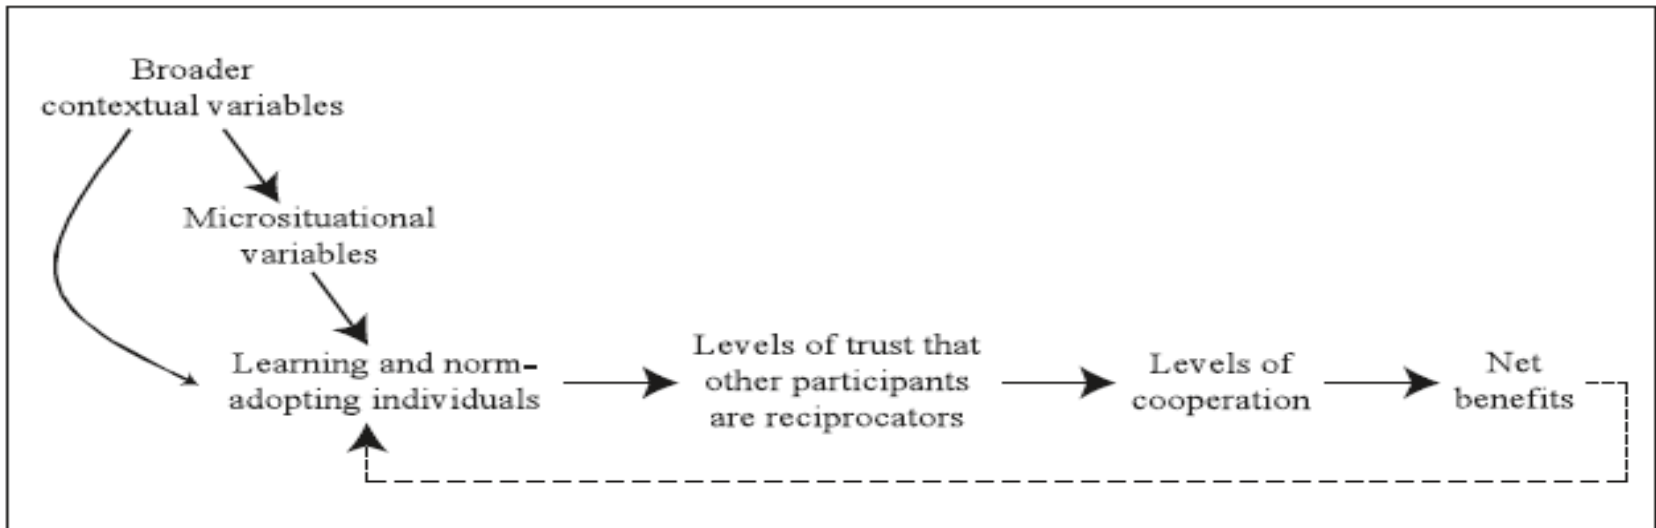 Broader
contextual variables
Microsituational
variables
Learning and norm-
adopting individuals
Levels of trust that
other participants
are reciprocators
Levels of
cooperation
Net
benefits